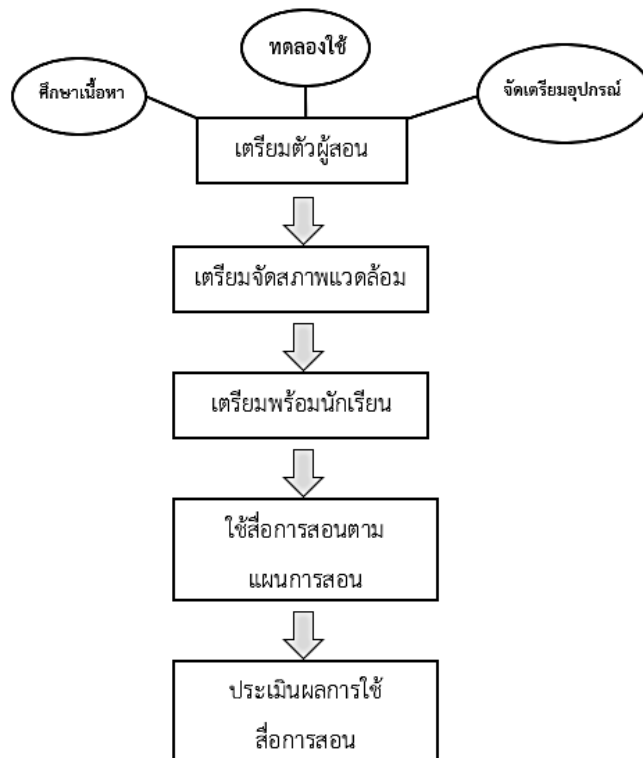 ทดลองใช้
ศึกษาเนื้อหา
จัดเตรียมอุปกรณ์
เตรียมตัวผู้สอน
เตรียมจัดสภาพแวดล้อม
เตรียมพร้อมนักเรียน
ใช้สื่อการสอนตาม
แผนการสอน
ประเมินผลการใช้
สื่อการสอน